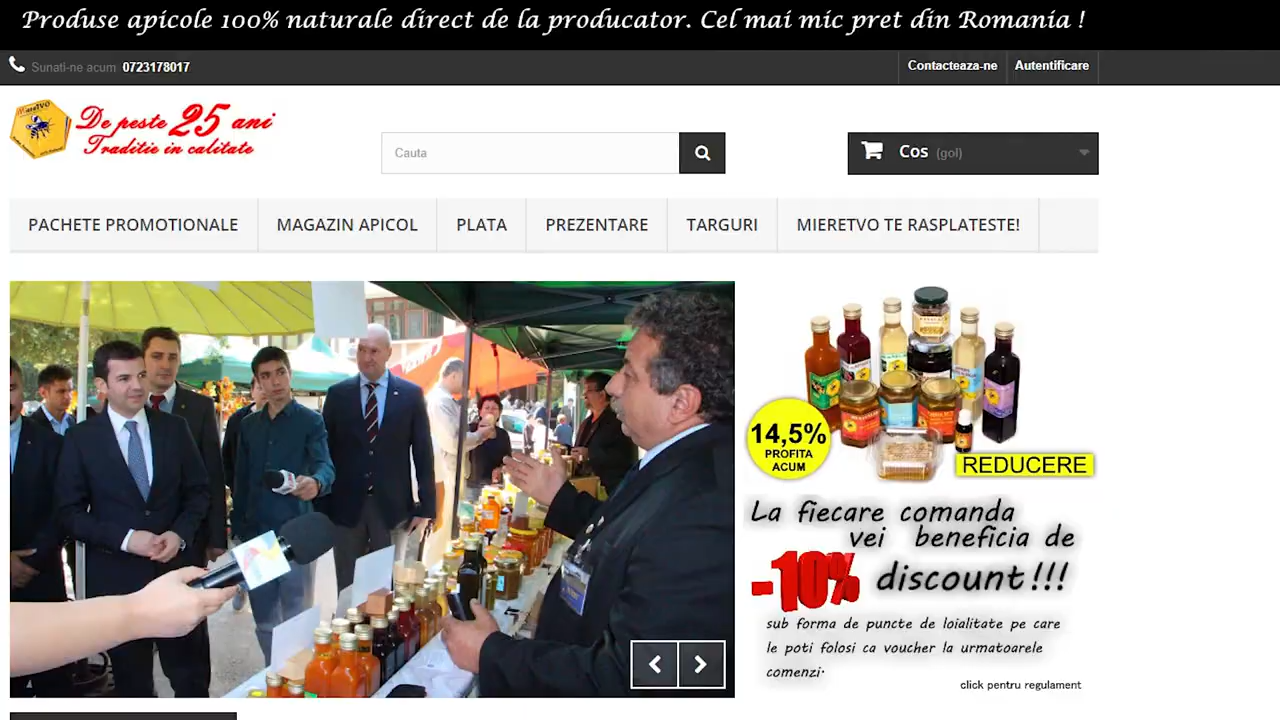 Produse apicole 100% naturale direct de la producator. Cel mai mic pret din Romania !
Sunati-ne acum 0723178017
Contacteaza-ne
Autentificare
MiereTVO
De peste 25 ani
Traditie in calitate
Cauta
Cos (gol)
PACHETE PROMOTIONALE
MAGAZIN APICOL
PLATA
PREZENTARE
TARGURI
MIERETVO TE RASPLATESTE!
14,5%
PROFITA
ACUM
REDUCERE
La fiecare comanda
vei beneficia de
-10% discount!!!
sub forma de puncte de loialitate pe care
le poti folosi ca voucher la urmatoarele
comenzi.
click pentru regulament